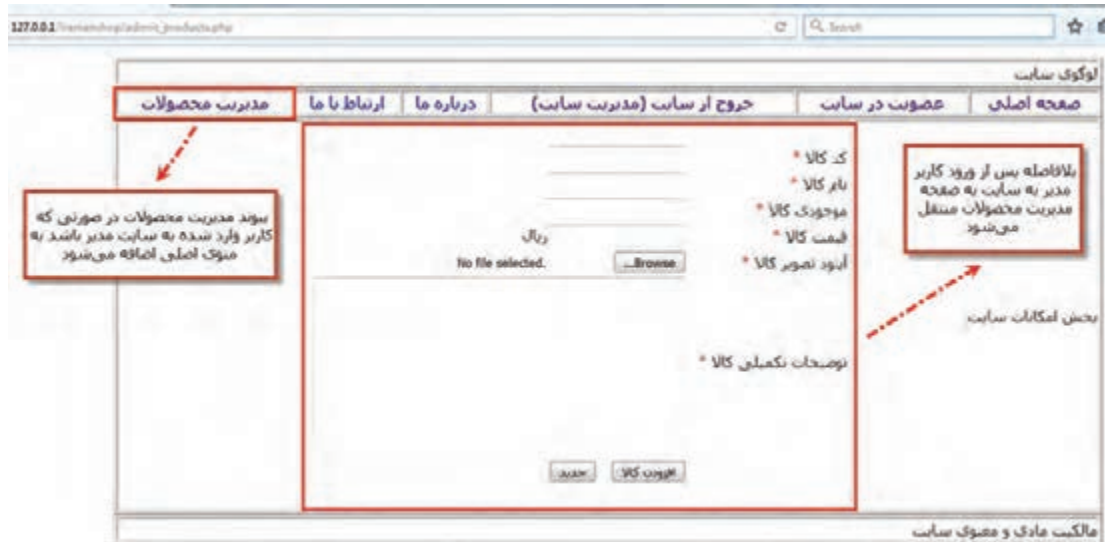 127.0.0.1/iranianshop/admin_products.php
Search
لوگوی سایت
صفحه اصلی
عضویت در سایت
خروج از سایت (مدیریت سایت)
درباره ما
ارتباط با ما
مدیریت محصولات
بلافاصله پس از ورود کاربر
مدیر به سایت به صفحه
مدیریت محصولات منتقل
می‌شود
کد کالا *
نام کالا *
موجودی کالا *
قیمت کالا *
ریال
آپلود تصویر کالا *
Browse...
No file selected.
توضیحات تکمیلی کالا *
افزودن کالا
جدید
پیوند مدیریت محصولات در صورتی که
کاربر وارد شده به سایت مدیر باشد به
منوی اصلی اضافه می‌شود
بخش امکانات سایت
مالکیت مادی و معنوی سایت